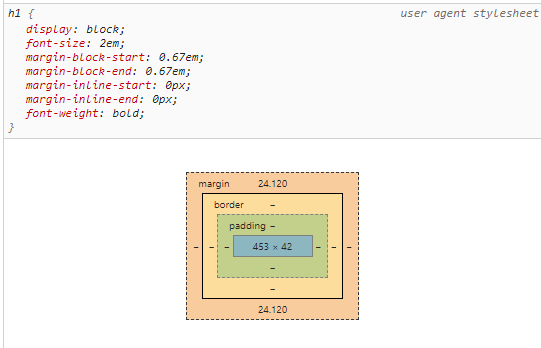 h1 { user agent stylesheet
display: block;
font-size: 2em;
margin-block-start: 0.67em;
margin-block-end: 0.67em;
margin-inline-start: 0px;
margin-inline-end: 0px;
font-weight: bold;
}
margin 24.120
border –
padding –
– – – 453 × 42 – – –
–
–
24.120